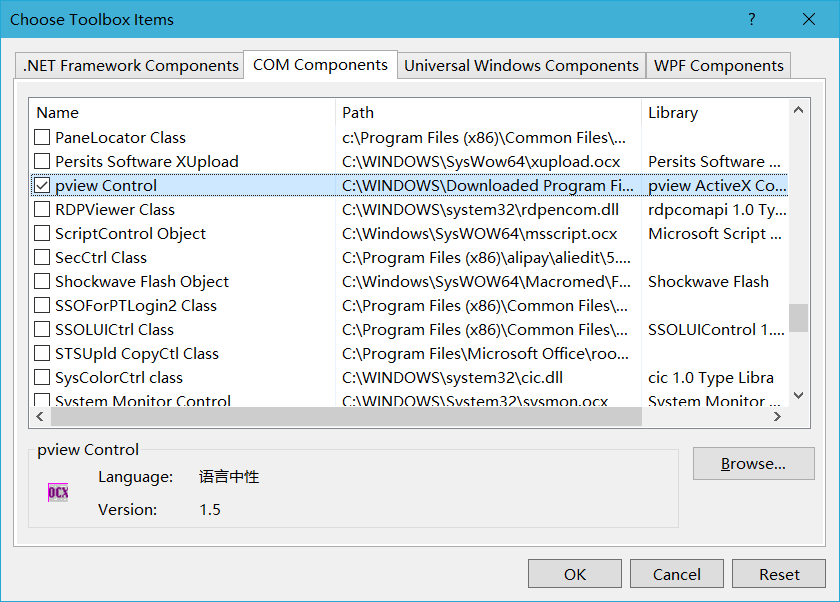 Choose Toolbox Items ?
.NET Framework Components COM Components Universal Windows Components WPF Components
Name Path Library
PaneLocator Class c:\Program Files (x86)\Common Files\...
Persits Software XUpload C:\WINDOWS\SysWow64\xupload.ocx Persits Software ...
pview Control C:\WINDOWS\Downloaded Program Fi... pview ActiveX Co...
RDPViewer Class C:\WINDOWS\system32\rdpencom.dll rdpcomapi 1.0 Ty...
ScriptControl Object C:\Windows\SysWOW64\msscript.ocx Microsoft Script ...
SecCtrl Class C:\Program Files (x86)\alipay\aliedit\5....
Shockwave Flash Object C:\Windows\SysWOW64\Macromed\F... Shockwave Flash
SSOForPTLogin2 Class C:\Program Files (x86)\Common Files\...
SSOLUICtrl Class C:\Program Files (x86)\Common Files\... SSOLUIControl 1....
STSUpld CopyCtl Class C:\Program Files\Microsoft Office\roo...
SysColorCtrl class C:\WINDOWS\system32\cic.dll cic 1.0 Type Libra
System Monitor Control C:\WINDOWS\System32\sysmon.ocx System Monitor ...
pview Control
Browse...
Language: 语言中性
OCX
Version: 1.5
OK Cancel Reset